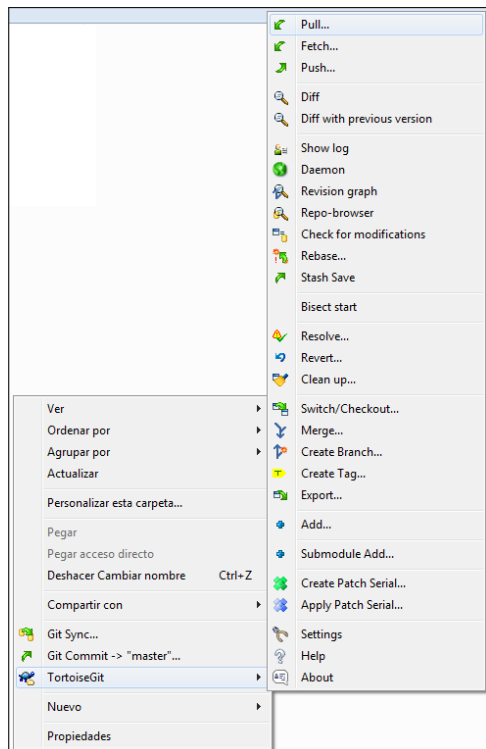 Pull...
Fetch...
Push...
Diff
Diff with previous version
Show log
Daemon
Revision graph
Repo-browser
Check for modifications
Rebase...
Stash Save
Bisect start
Resolve...
Revert...
Clean up...
Switch/Checkout...
Merge...
Create Branch...
Create Tag...
Export...
Add...
Submodule Add...
Create Patch Serial...
Apply Patch Serial...
Settings
Help
About
Ver
Ordenar por
Agrupar por
Actualizar
Personalizar esta carpeta...
Pegar
Pegar acceso directo
Deshacer Cambiar nombre Ctrl+Z
Compartir con
Git Sync...
Git Commit -> "master"...
TortoiseGit
Nuevo
Propiedades